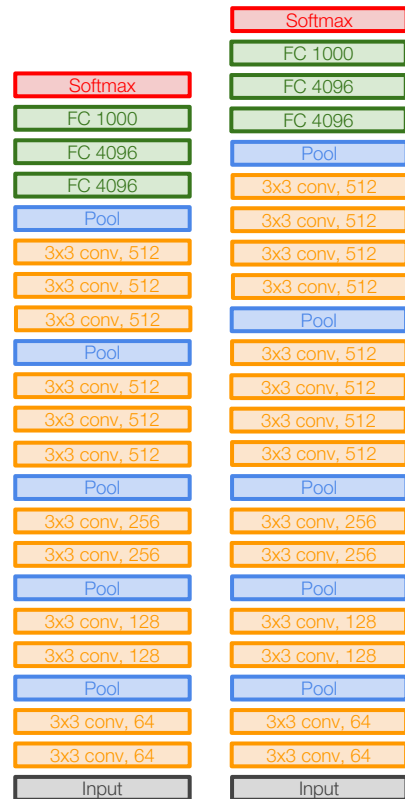 Softmax
FC 1000
FC 4096
FC 4096
Pool
3x3 conv, 512
3x3 conv, 512
3x3 conv, 512
Pool
3x3 conv, 512
3x3 conv, 512
3x3 conv, 512
Pool
3x3 conv, 256
3x3 conv, 256
Pool
3x3 conv, 128
3x3 conv, 128
Pool
3x3 conv, 64
3x3 conv, 64
Input
Softmax
FC 1000
FC 4096
FC 4096
Pool
3x3 conv, 512
3x3 conv, 512
3x3 conv, 512
3x3 conv, 512
Pool
3x3 conv, 512
3x3 conv, 512
3x3 conv, 512
3x3 conv, 512
Pool
3x3 conv, 256
3x3 conv, 256
Pool
3x3 conv, 128
3x3 conv, 128
Pool
3x3 conv, 64
3x3 conv, 64
Input